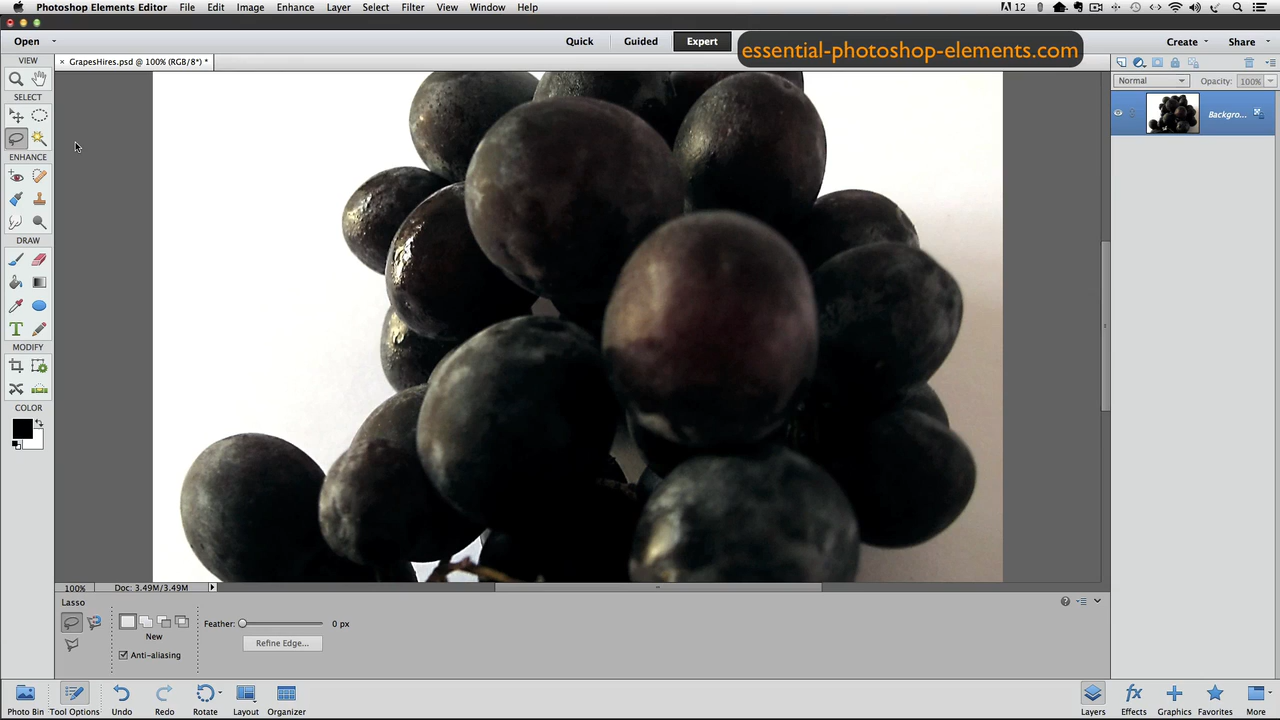 Photoshop Elements Editor File Edit Image Enhance Layer Select Filter View Window Help 12
Open Quick Guided Expert essential-photoshop-elements.com Create Share
VIEW × GrapesHires.psd @ 100% (RGB/8*) *
Normal Opacity: 100%
SELECT
Backgro...
ENHANCE
DRAW
T
MODIFY
COLOR
100% Doc: 3.49M/3.49M
Lasso
Feather: 0 px
New
Refine Edge...
Anti-aliasing
Photo Bin Tool Options Undo Redo Rotate Layout Organizer fx Layers Effects Graphics Favorites More